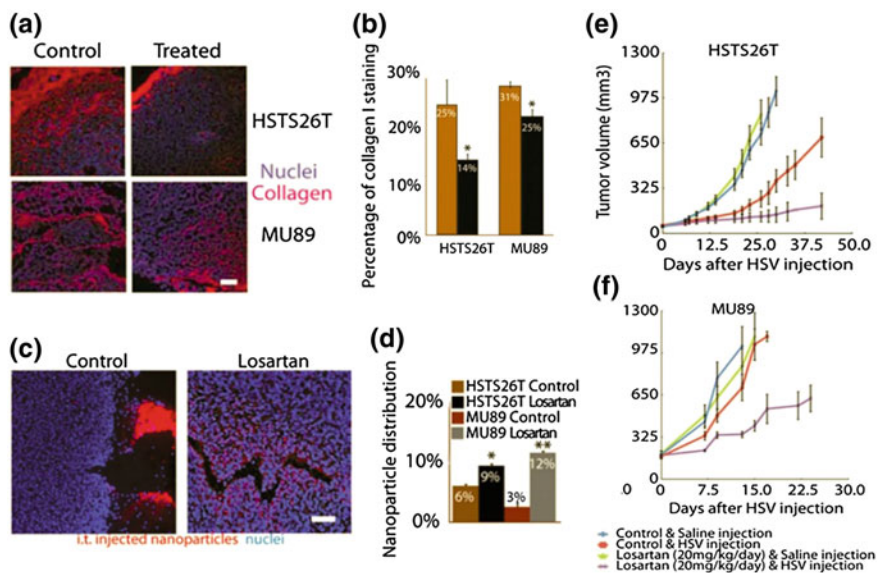 (a)
Control
Treated
HSTS26T
Nuclei
Collagen
MU89
(b)
Percentage of collagen I staining
30%
20%
10%
0%
25%
*
14%
31%
*
25%
HSTS26T
MU89
(c)
Control
Losartan
i.t. injected nanoparticles nuclei
(d)
Nanoparticle distribution
20%
10%
0%
HSTS26T Control
HSTS26T Losartan
MU89 Control
MU89 Losartan
6%
*
9%
3%
**
12%
(e)
HSTS26T
Tumor volume (mm3)
1300
975
650
325
0
0
12.5
25.0
37.5
50.0
Days after HSV injection
(f)
MU89
1300
975
650
325
.0
0
7.5
15.0
22.5
30.0
Days after HSV injection
Control & Saline injection
Control & HSV injection
Losartan (20mg/kg/day) & Saline injection
Losartan (20mg/kg/day) & HSV injection